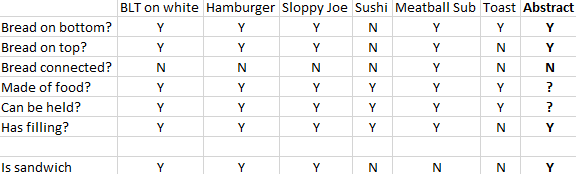 BLT on white Hamburger Sloppy Joe Sushi Meatball Sub Toast Abstract
Bread on bottom? Y Y Y N Y Y Y
Bread on top? Y Y Y N Y N Y
Bread connected? N N N N Y N N
Made of food? Y Y Y Y Y Y ?
Can be held? Y Y Y Y Y Y ?
Has filling? Y Y Y Y Y N Y
Is sandwich Y Y Y N N N Y